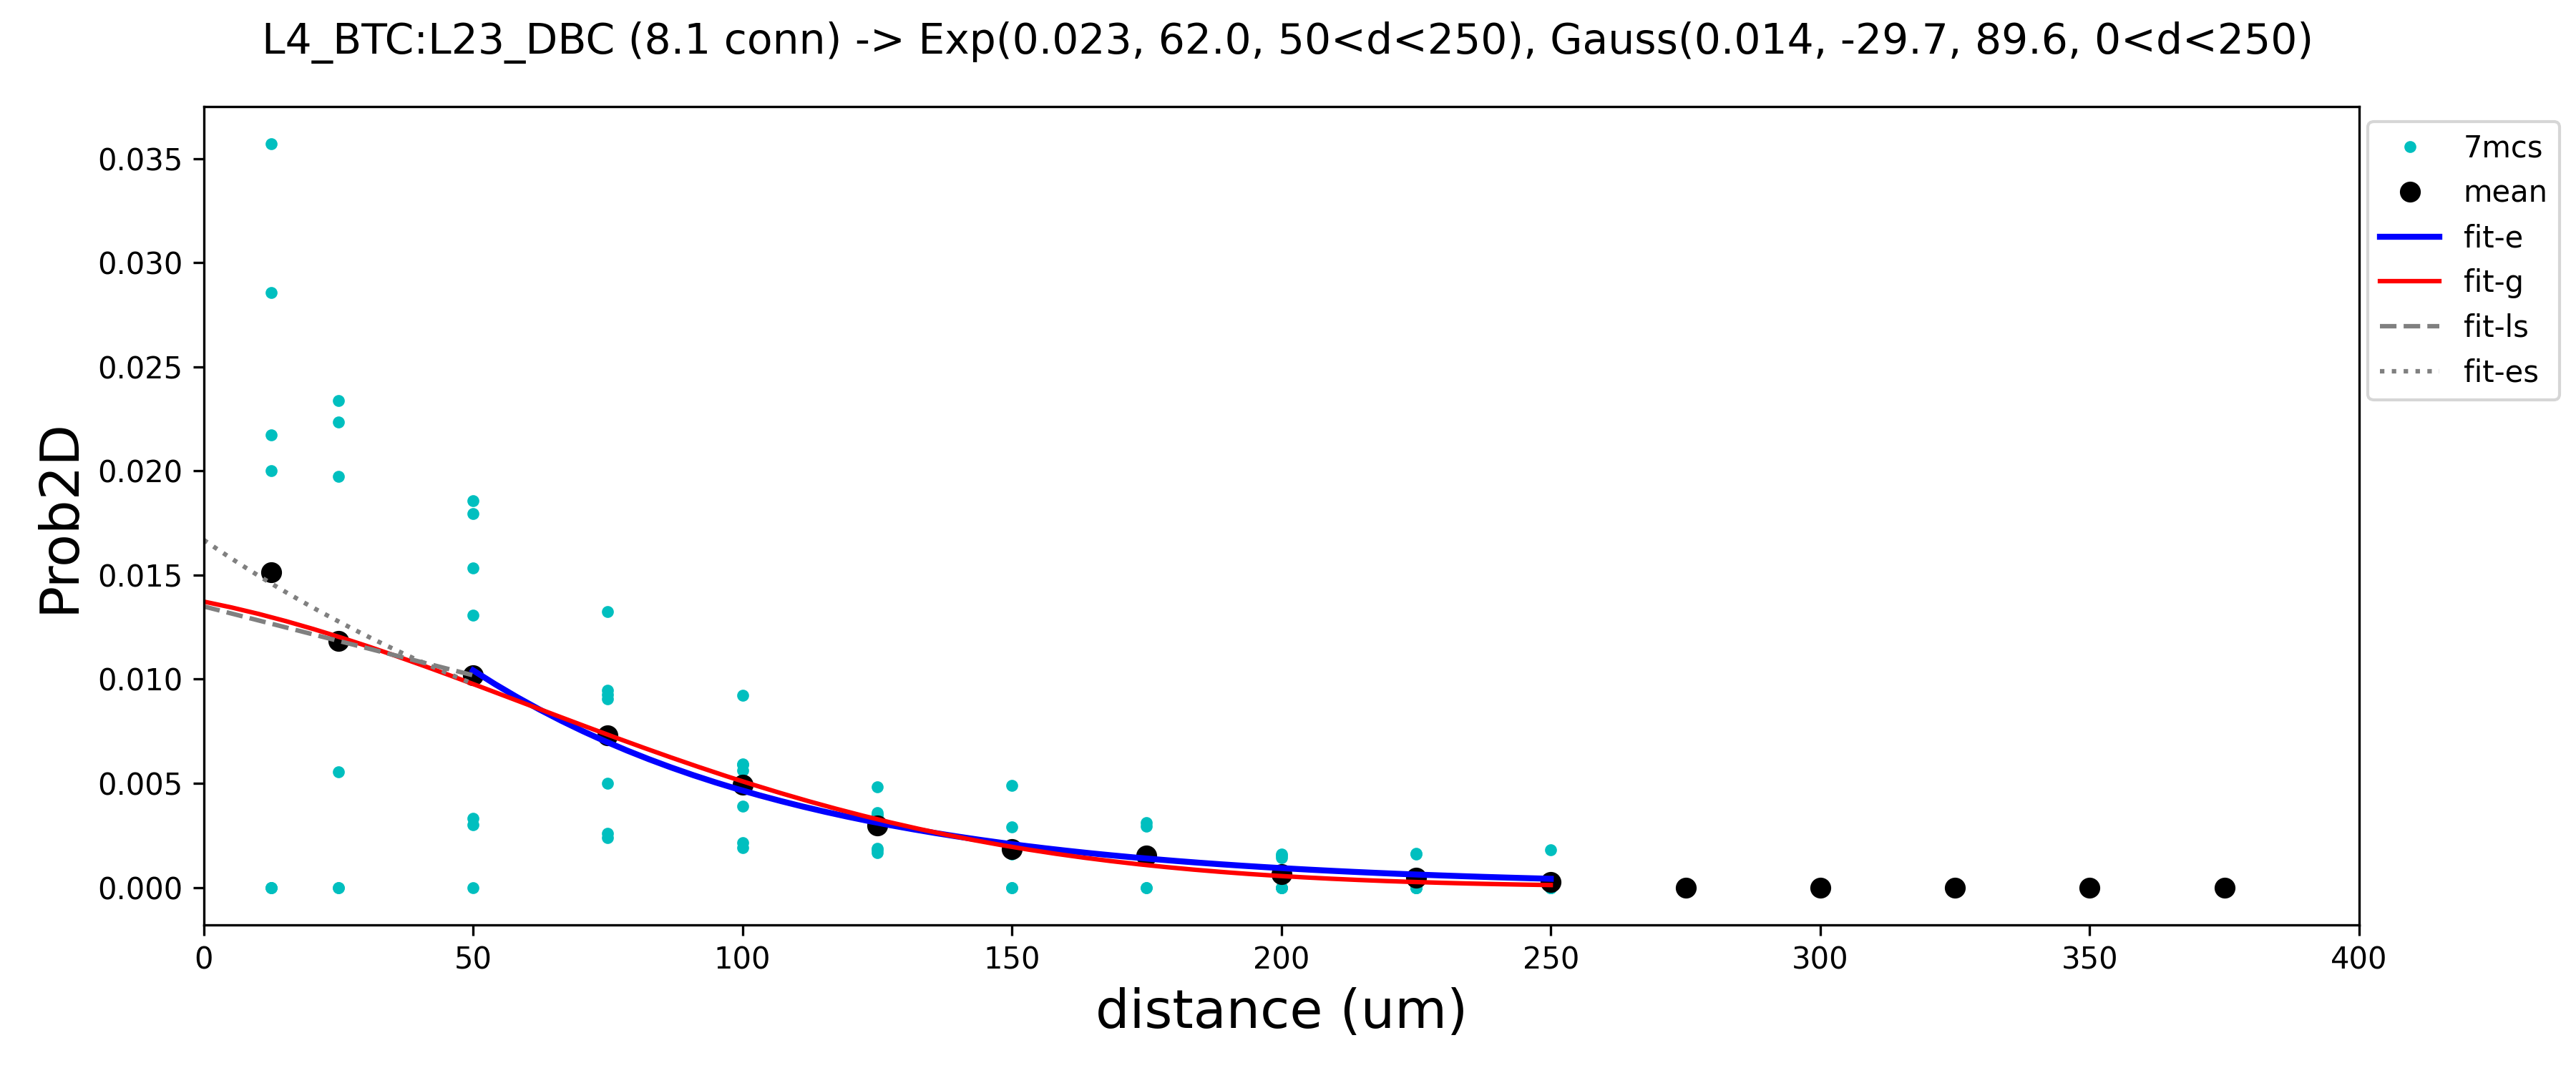 L4_BTC:L23_DBC (8.1 conn) -> Exp(0.023, 62.0, 50<d<250), Gauss(0.014, -29.7, 89.6, 0<d<250)
0.035
0.030
0.025
0.020
0.015
0.010
0.005
0.000
Prob2D
0
50
100
150
200
250
300
350
400
distance (um)
7mcs
mean
fit-e
fit-g
fit-ls
fit-es